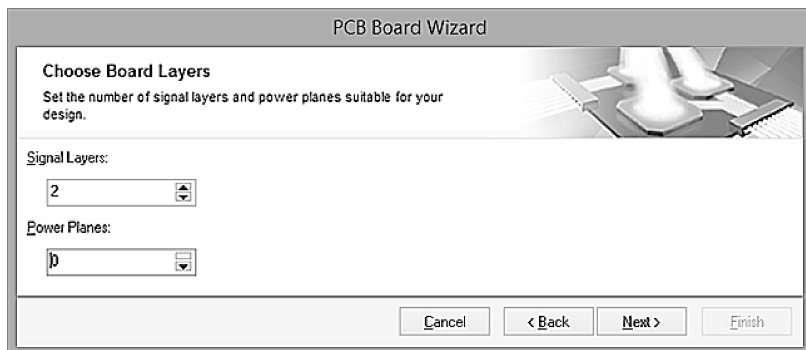 PCB Board Wizard
Choose Board Layers
Set the number of signal layers and power planes suitable for your
design.
Signal Layers:
2
Power Planes:
0
Cancel
< Back
Next >
Finish